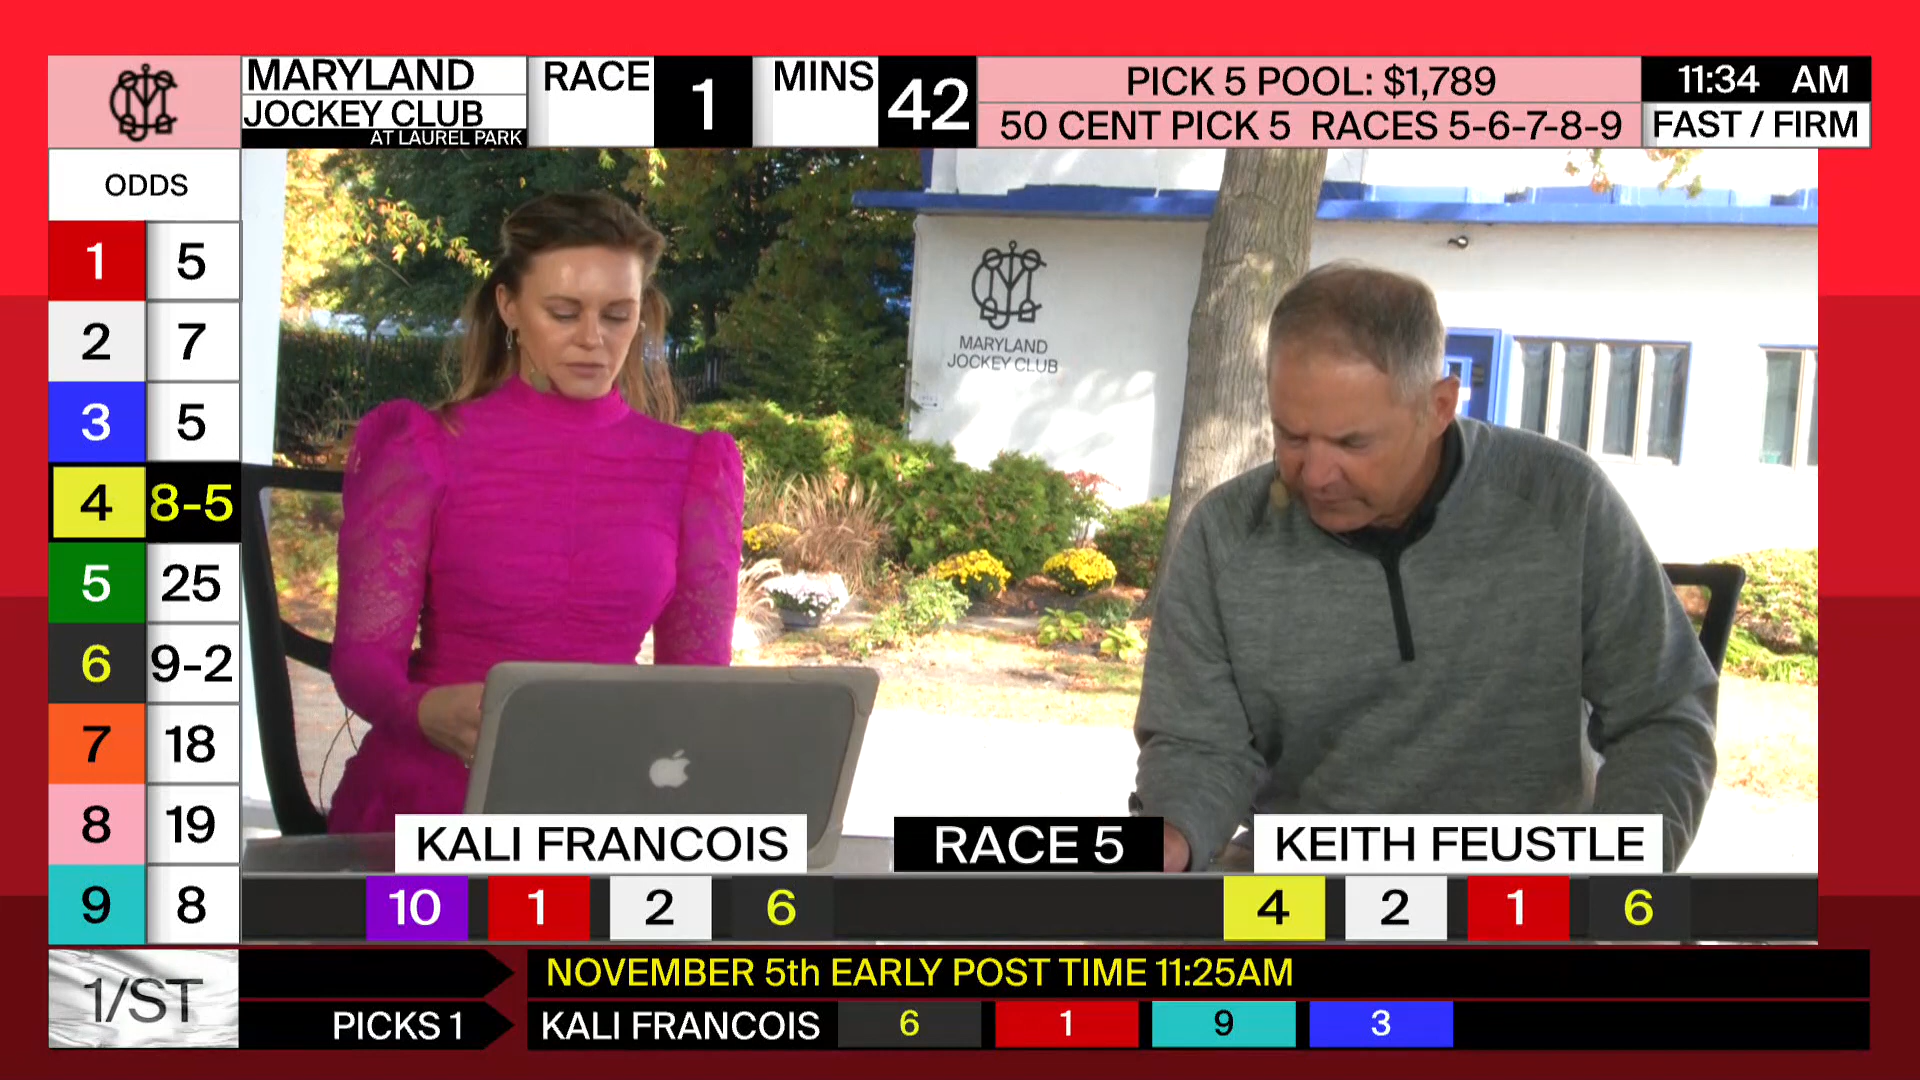 MARYLAND
JOCKEY CLUB
AT LAUREL PARK
RACE 1
MINS 42
PICK 5 POOL: $1,789
50 CENT PICK 5 RACES 5-6-7-8-9
11:34 AM
FAST / FIRM
ODDS
1 5
2 7
3 5
4 8-5
5 25
6 9-2
7 18
8 19
9 8
MARYLAND
JOCKEY CLUB
KALI FRANCOIS
RACE 5
KEITH FEUSTLE
10 1 2 6
4 2 1 6
1/ST
NOVEMBER 5th EARLY POST TIME 11:25AM
PICKS 1
KALI FRANCOIS 6 1 9 3